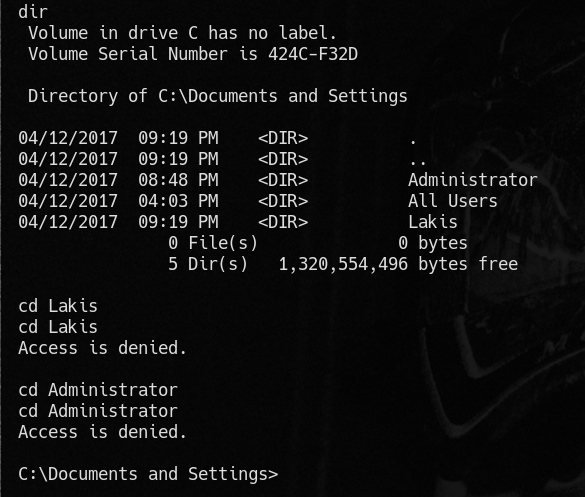 dir
 Volume in drive C has no label.
 Volume Serial Number is 424C-F32D
 Directory of C:\Documents and Settings
04/12/2017  09:19 PM    <DIR>          .
04/12/2017  09:19 PM    <DIR>          ..
04/12/2017  08:48 PM    <DIR>          Administrator
04/12/2017  04:03 PM    <DIR>          All Users
04/12/2017  09:19 PM    <DIR>          Lakis
               0 File(s)              0 bytes
               5 Dir(s)   1,320,554,496 bytes free
cd Lakis
cd Lakis
Access is denied.
cd Administrator
cd Administrator
Access is denied.
C:\Documents and Settings>